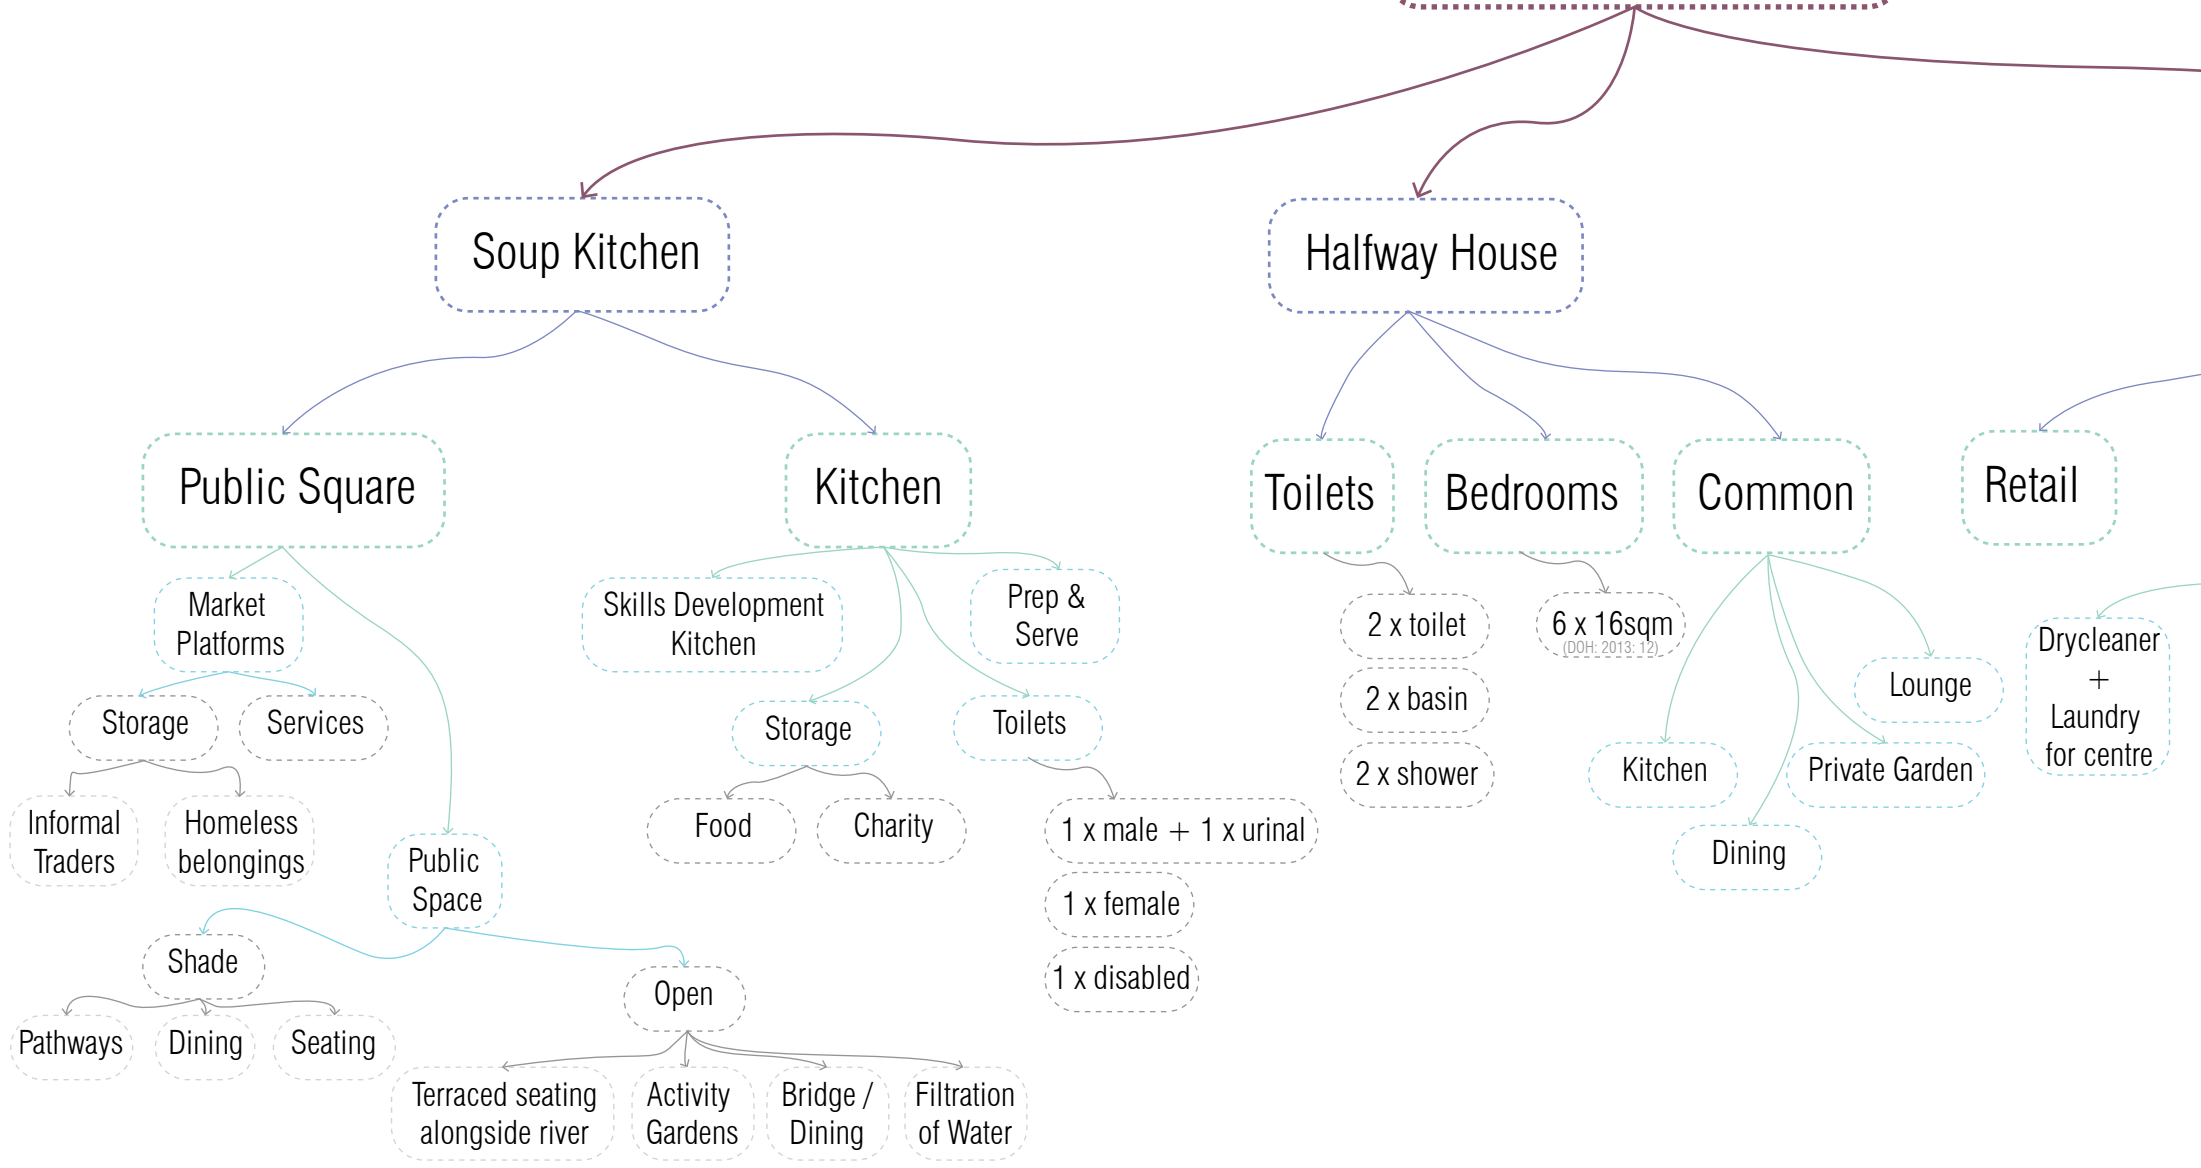 Soup Kitchen
Halfway House
Public Square
Kitchen
Toilets
Bedrooms
Common
Retail
Market
Platforms
Storage
Services
Informal
Traders
Homeless
belongings
Public
Space
Shade
Pathways
Dining
Seating
Open
Terraced seating
alongside river
Activity
Gardens
Bridge /
Dining
Filtration
of Water
Skills Development
Kitchen
Prep &
Serve
Storage
Food
Charity
Toilets
1 x male + 1 x urinal
1 x female
1 x disabled
2 x toilet
2 x basin
2 x shower
6 x 16sqm
(DOH: 2013: 12)
Lounge
Kitchen
Private Garden
Dining
Drycleaner
+
Laundry
for centre